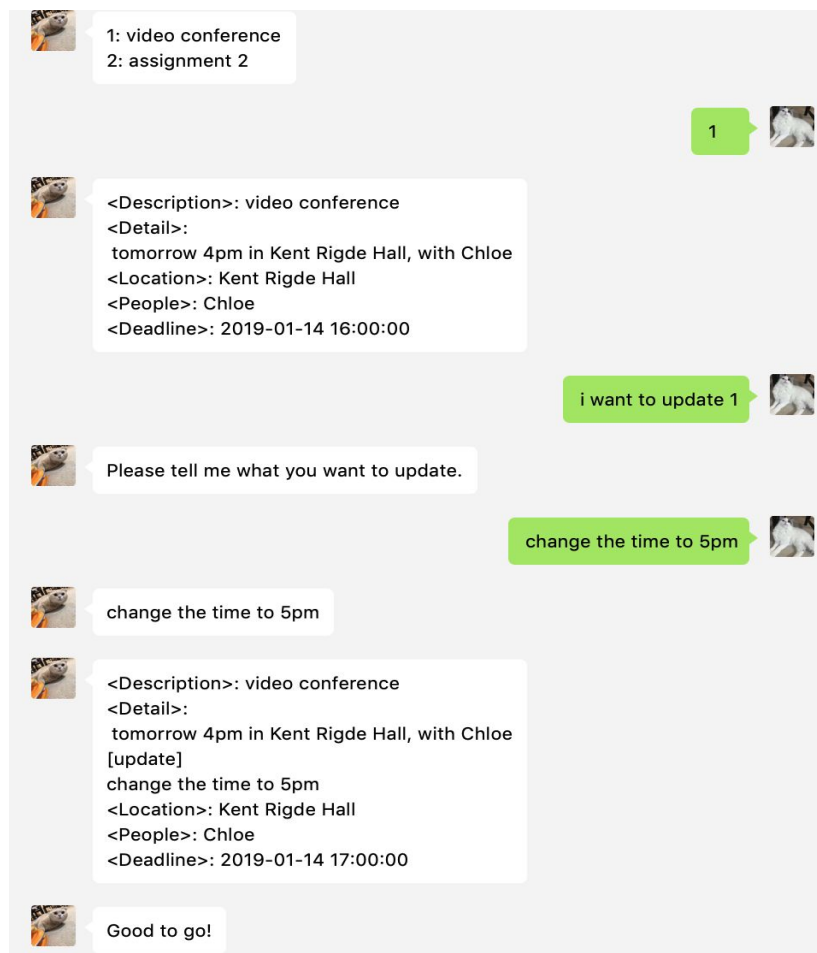 1: video conference
2: assignment 2
1
<Description>: video conference
<Detail>:
tomorrow 4pm in Kent Rigde Hall, with Chloe
<Location>: Kent Rigde Hall
<People>: Chloe
<Deadline>: 2019-01-14 16:00:00
i want to update 1
Please tell me what you want to update.
change the time to 5pm
change the time to 5pm
<Description>: video conference
<Detail>:
tomorrow 4pm in Kent Rigde Hall, with Chloe
[update]
change the time to 5pm
<Location>: Kent Rigde Hall
<People>: Chloe
<Deadline>: 2019-01-14 17:00:00
Good to go!